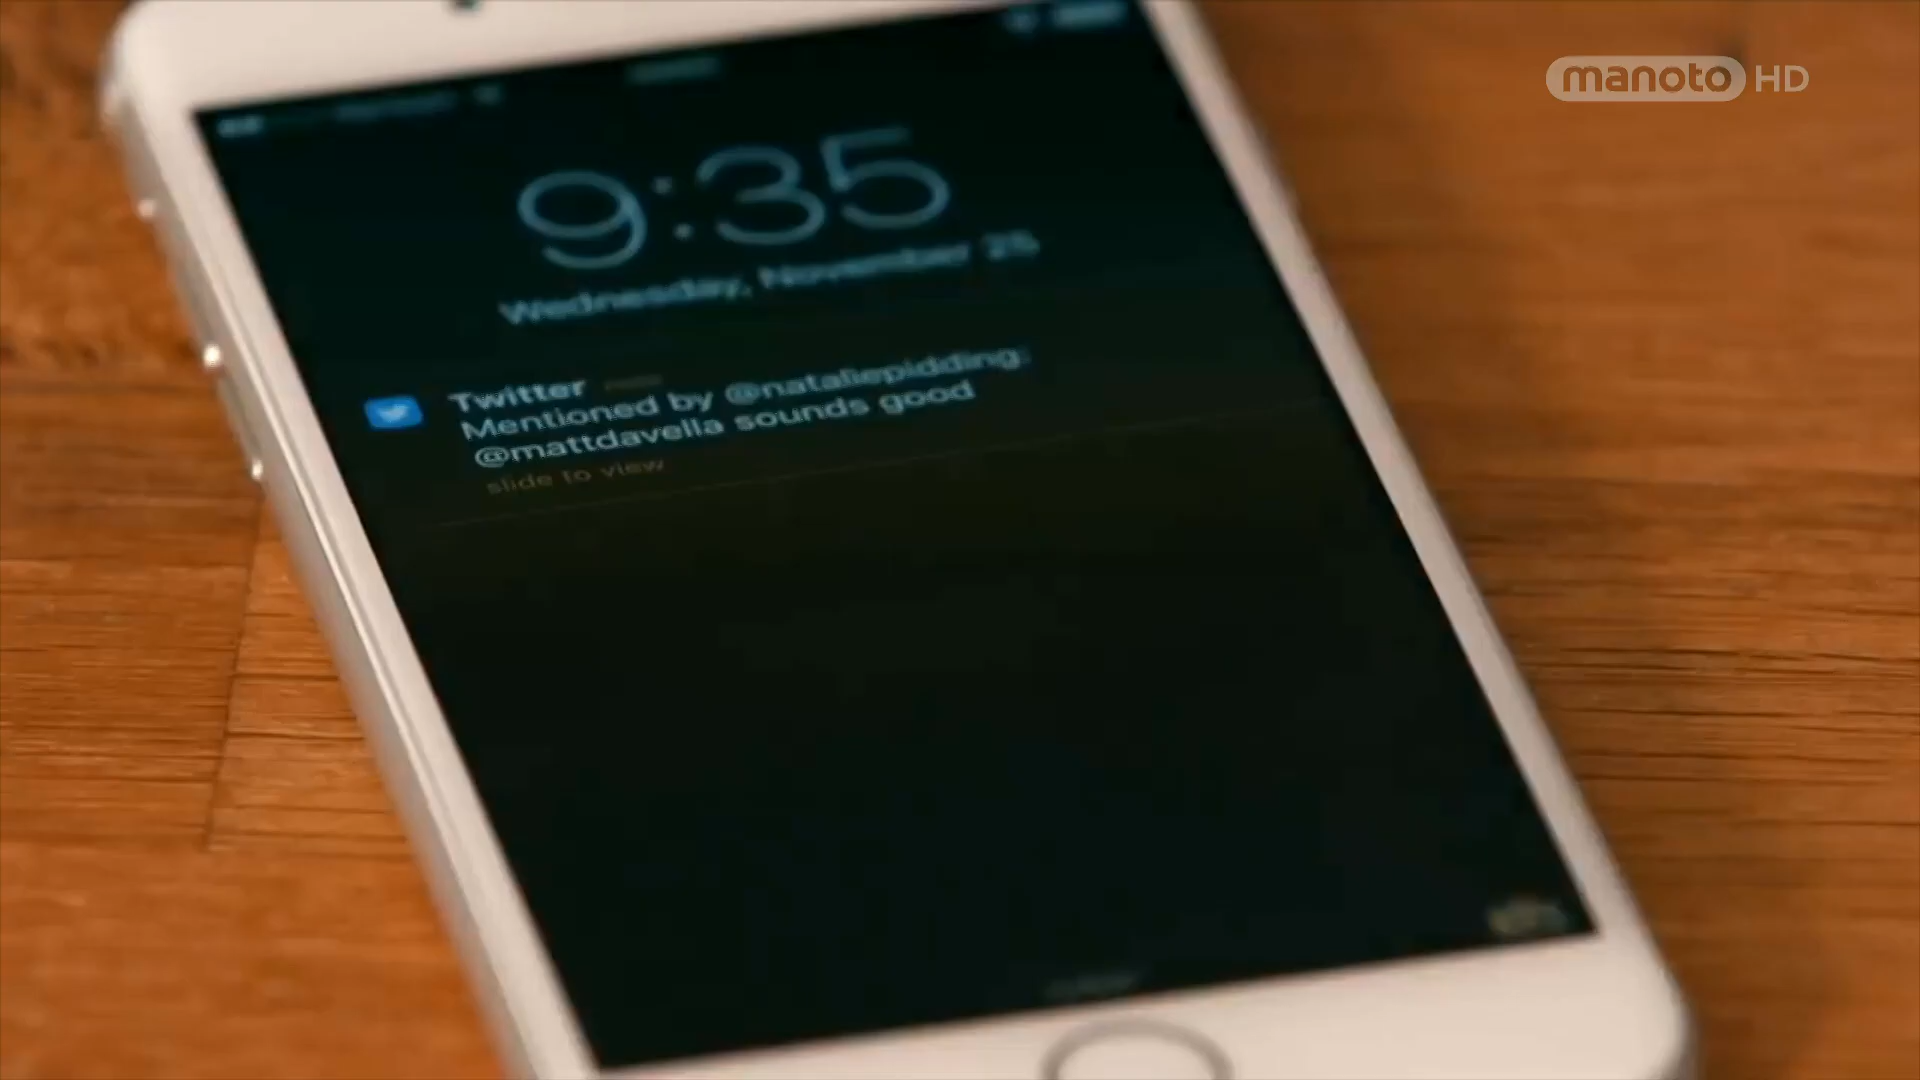 manoto HD
9:35
Wednesday, November 25
Twitter
Mentioned by @nataliepidding:
@mattdavella sounds good
slide to view